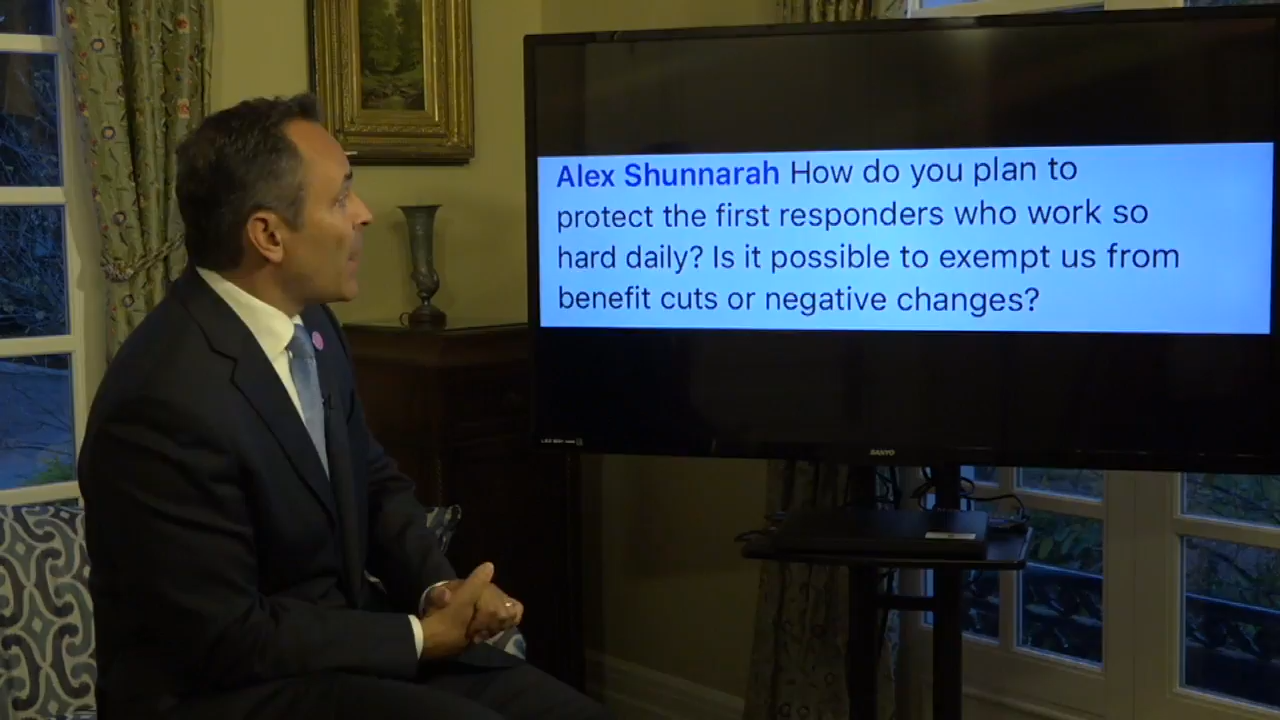 Alex Shunnarah How do you plan to
protect the first responders who work so
hard daily? Is it possible to exempt us from
benefit cuts or negative changes?
SANYO